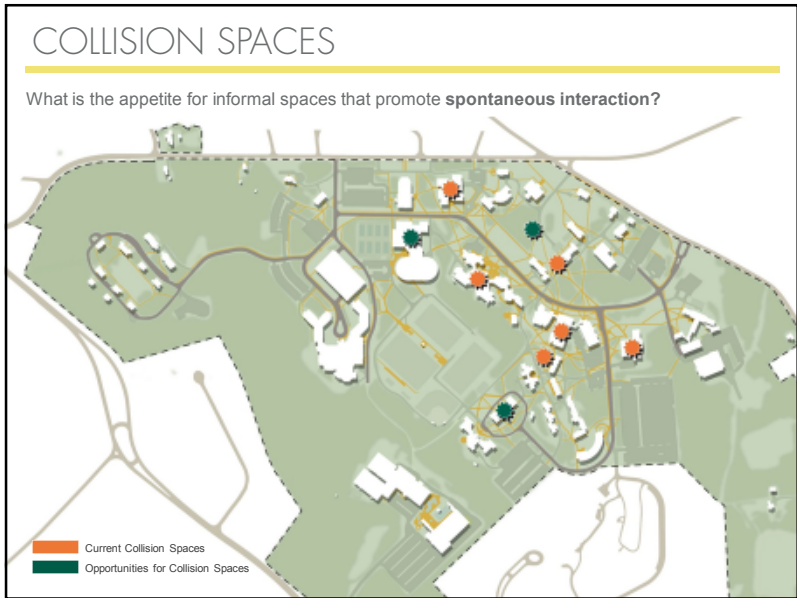 COLLISION SPACES
What is the appetite for informal spaces that promote spontaneous interaction?
Current Collision Spaces
Opportunities for Collision Spaces